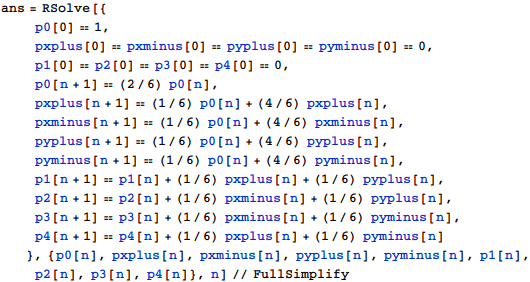 ans = RSolve[{
p0[0] == 1,
pxplus[0] == pxminus[0] == pyplus[0] == pyminus[0] == 0,
p1[0] == p2[0] == p3[0] == p4[0] == 0,
p0[n + 1] == (2 / 6) p0[n],
pxplus[n + 1] == (1 / 6) p0[n] + (4 / 6) pxplus[n],
pxminus[n + 1] == (1 / 6) p0[n] + (4 / 6) pxminus[n],
pyplus[n + 1] == (1 / 6) p0[n] + (4 / 6) pyplus[n],
pyminus[n + 1] == (1 / 6) p0[n] + (4 / 6) pyminus[n],
p1[n + 1] == p1[n] + (1 / 6) pxplus[n] + (1 / 6) pyplus[n],
p2[n + 1] == p2[n] + (1 / 6) pxminus[n] + (1 / 6) pyplus[n],
p3[n + 1] == p3[n] + (1 / 6) pxminus[n] + (1 / 6) pyminus[n],
p4[n + 1] == p4[n] + (1 / 6) pxplus[n] + (1 / 6) pyminus[n]
}, {p0[n], pxplus[n], pxminus[n], pyplus[n], pyminus[n], p1[n],
p2[n], p3[n], p4[n]}, n] // FullSimplify